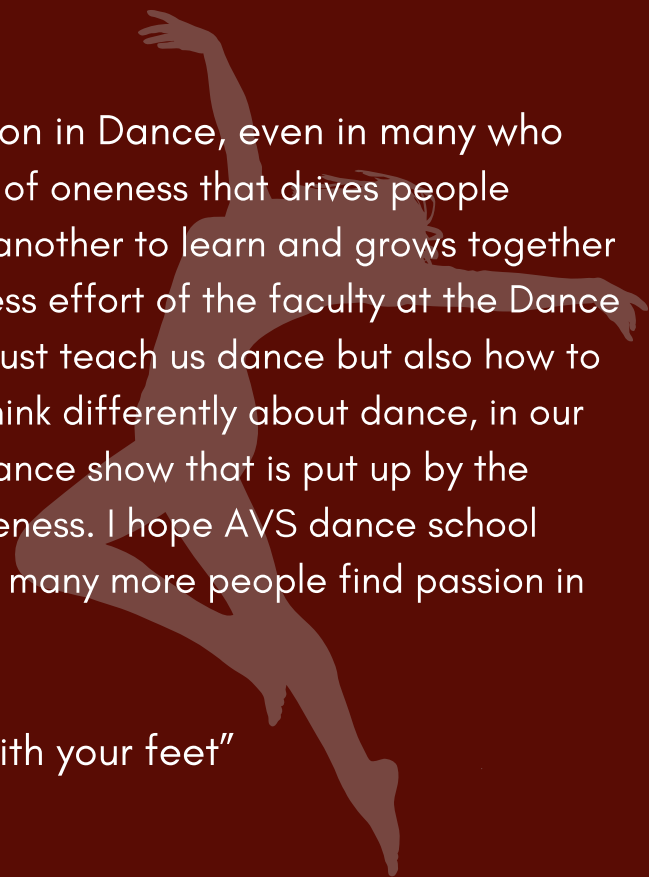 on in Dance, even in many who
of oneness that drives people
another to learn and grows together
ess effort of the faculty at the Dance
ust teach us dance but also how to
hink differently about dance, in our
ance show that is put up by the
eness. I hope AVS dance school
many more people find passion in
ith your feet”